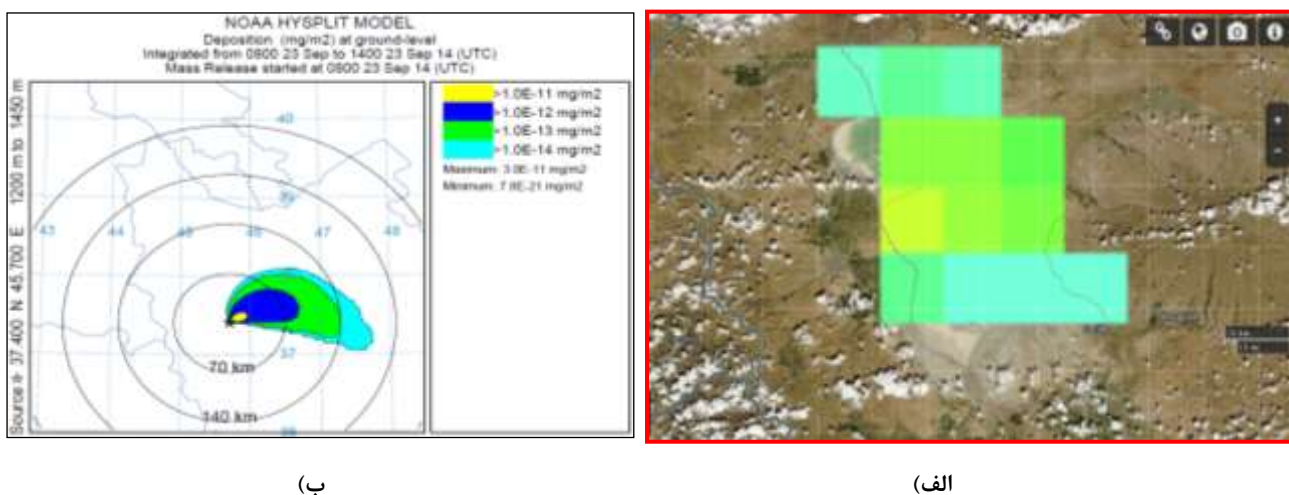 NOAA HYSPLIT MODEL
Deposition (mg/m2) at ground-level
Integrated from 0800 23 Sep to 1400 23 Sep 14 (UTC)
Mass Release started at 0800 23 Sep 14 (UTC)
Source at 37.400 N 45.700 E 1200 m to 1450 m
>1.0E-11 mg/m2
>1.0E-12 mg/m2
>1.0E-13 mg/m2
>1.0E-14 mg/m2
Maximum: 3.0E-11 mg/m2
Minimum: 7.8E-21 mg/m2
40
39
43 44 45 46 47 48
37
70 km
140 km
ب)
الف)